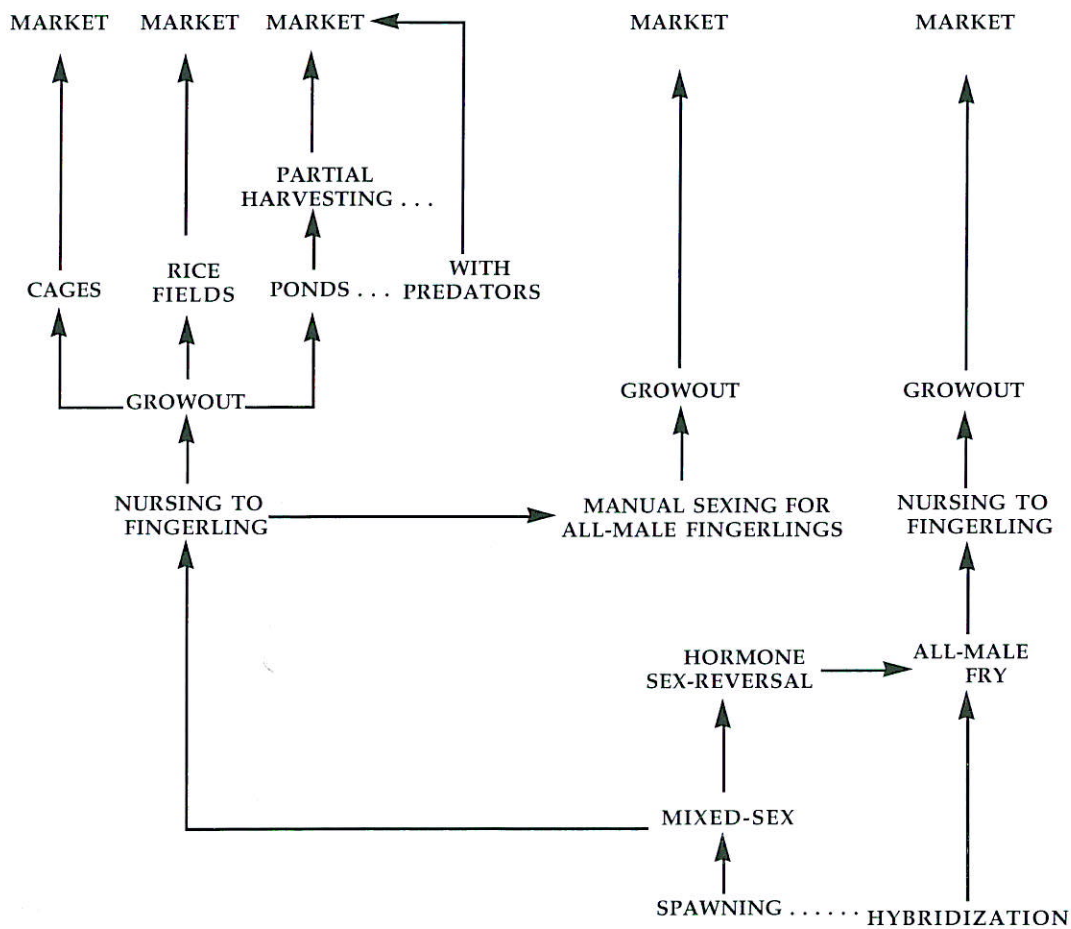 MARKET MARKET MARKET MARKET MARKET
PARTIAL
HARVESTING . . .
CAGES
RICE
FIELDS
PONDS . . .
WITH
PREDATORS
GROWOUT
GROWOUT
GROWOUT
NURSING TO
FINGERLING
MANUAL SEXING FOR
ALL-MALE FINGERLINGS
NURSING TO
FINGERLING
HORMONE
SEX-REVERSAL
ALL-MALE
FRY
MIXED-SEX
SPAWNING . . . . . . HYBRIDIZATION